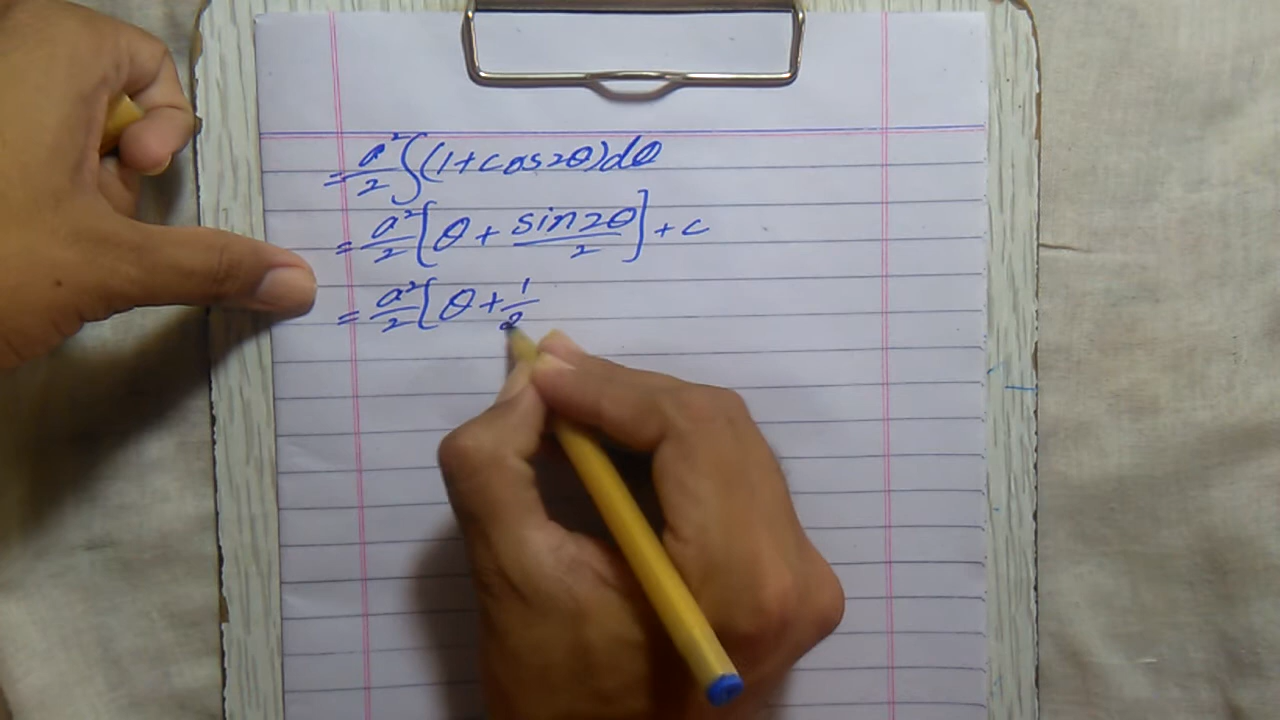 = a²/2 ∫(1+cos2θ)dθ
= a²/2 [θ + sin2θ/2] + c
= a²/2 [θ + 1/2